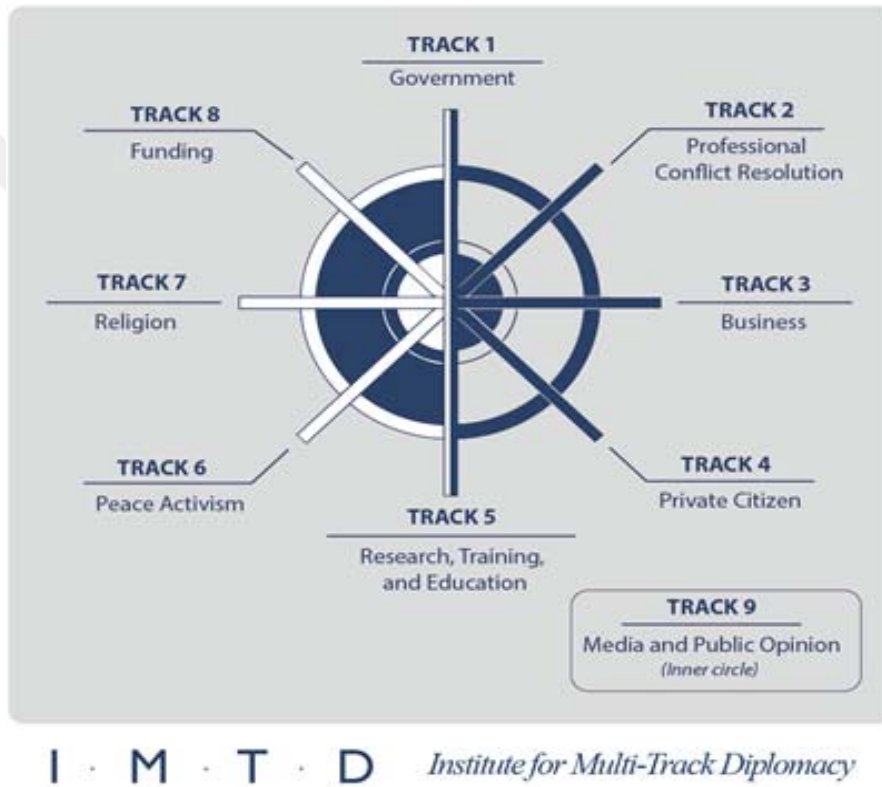 TRACK 1
Government
TRACK 2
Professional
Conflict Resolution
TRACK 3
Business
TRACK 4
Private Citizen
TRACK 5
Research, Training,
and Education
TRACK 6
Peace Activism
TRACK 7
Religion
TRACK 8
Funding
TRACK 9
Media and Public Opinion
(Inner circle)
I · M · T · D Institute for Multi-Track Diplomacy